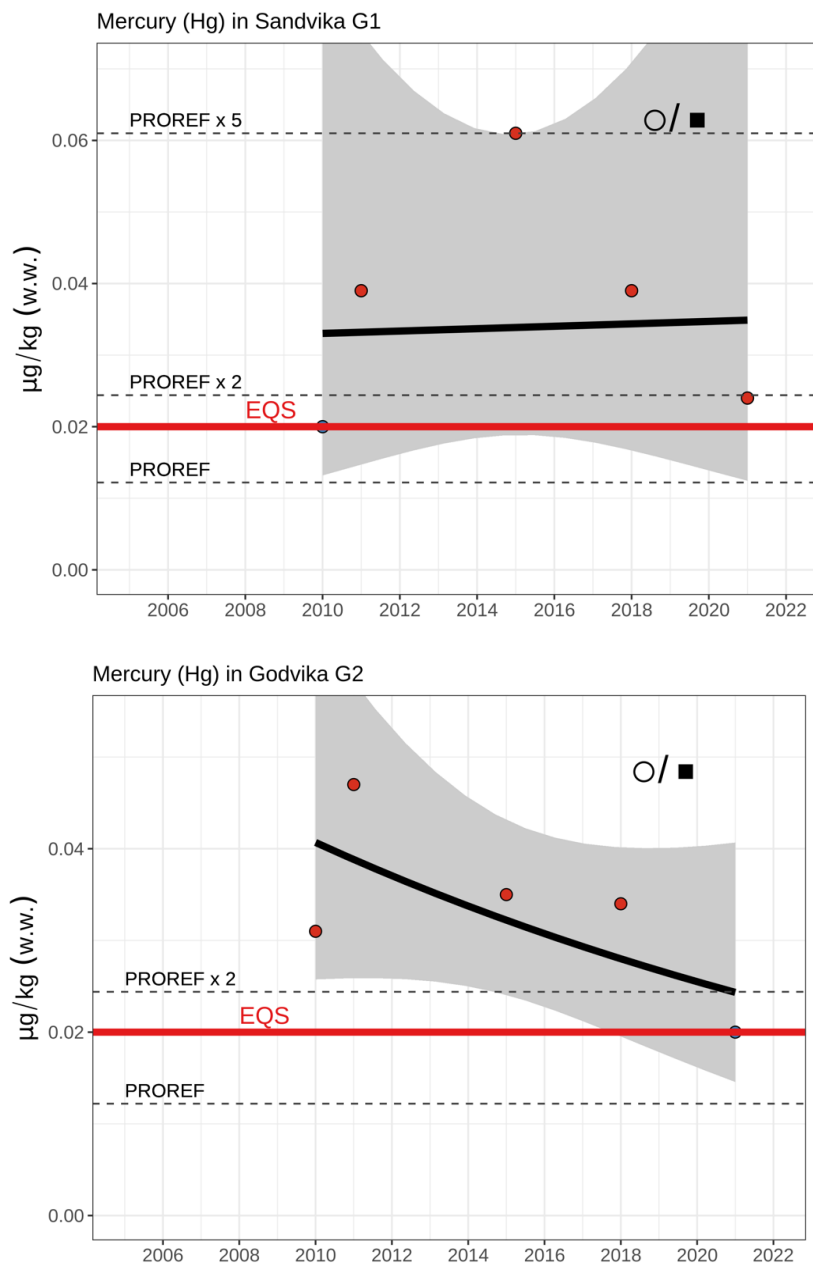 Mercury (Hg) in Sandvika G1
PROREF x 5
/
0.06
µg/kg (w.w.)
0.04
PROREF x 2
EQS
0.02
PROREF
0.00
2006 2008 2010 2012 2014 2016 2018 2020 2022
Mercury (Hg) in Godvika G2
/
0.04
µg/kg (w.w.)
PROREF x 2
EQS
0.02
PROREF
0.00
2006 2008 2010 2012 2014 2016 2018 2020 2022